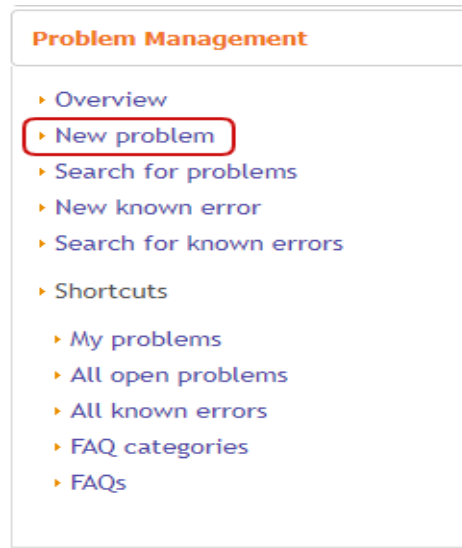 Problem Management
Overview
New problem
Search for problems
New known error
Search for known errors
Shortcuts
My problems
All open problems
All known errors
FAQ categories
FAQs